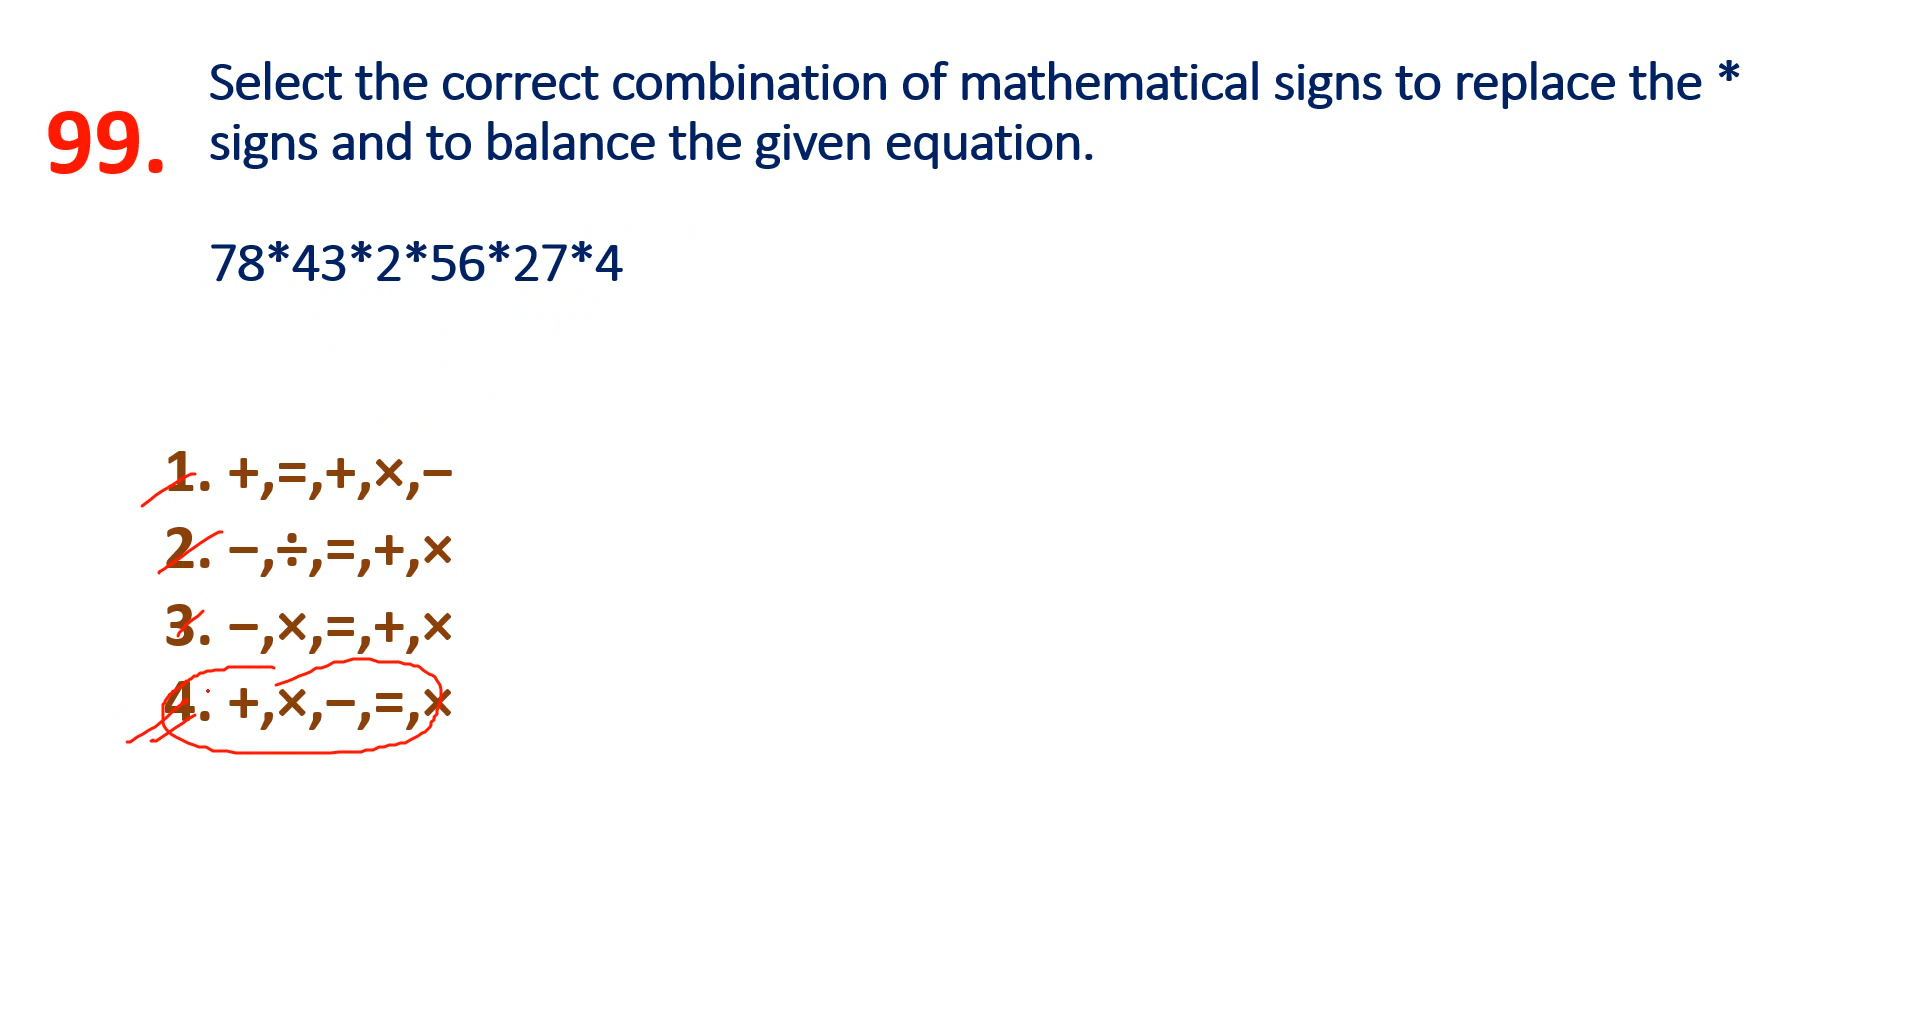 Select the correct combination of mathematical signs to replace the *
99. signs and to balance the given equation.
78*43*2*56*27*4
1. +,=,+,×,−
2. −,÷,=,+,×
3. −,×,=,+,×
4. +,×,−,=,×